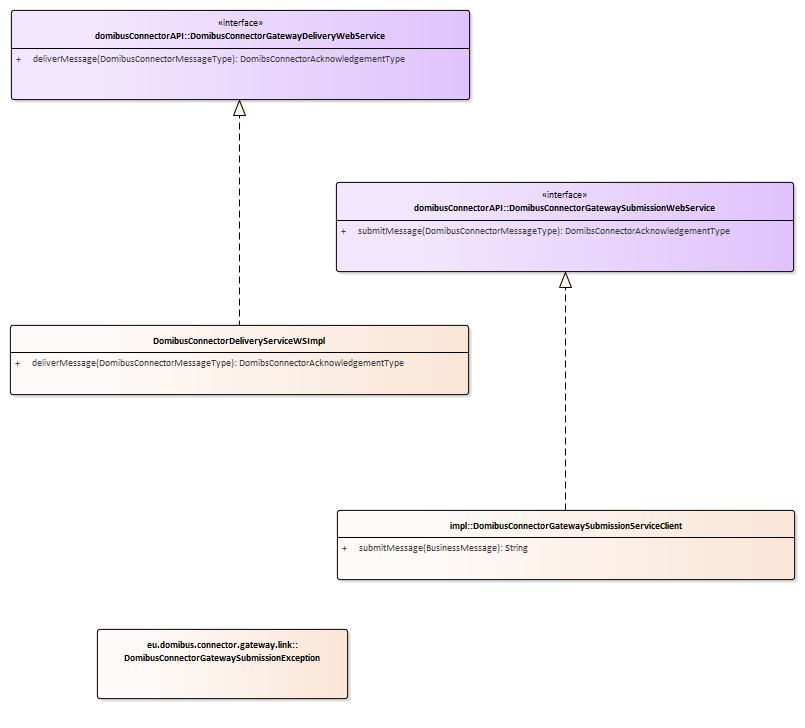 «interface»
domibusConnectorAPI::DomibusConnectorGatewayDeliveryWebService
+ deliverMessage(DomibusConnectorMessageType): DomibsConnectorAcknowledgementType
«interface»
domibusConnectorAPI::DomibusConnectorGatewaySubmissionWebService
+ submitMessage(DomibusConnectorMessageType): DomibsConnectorAcknowledgementType
DomibusConnectorDeliveryServiceWSImpl
+ deliverMessage(DomibusConnectorMessageType): DomibsConnectorAcknowledgementType
impl::DomibusConnectorGatewaySubmissionServiceClient
+ submitMessage(BusinessMessage): String
eu.domibus.connector.gateway.link::
DomibusConnectorGatewaySubmissionException